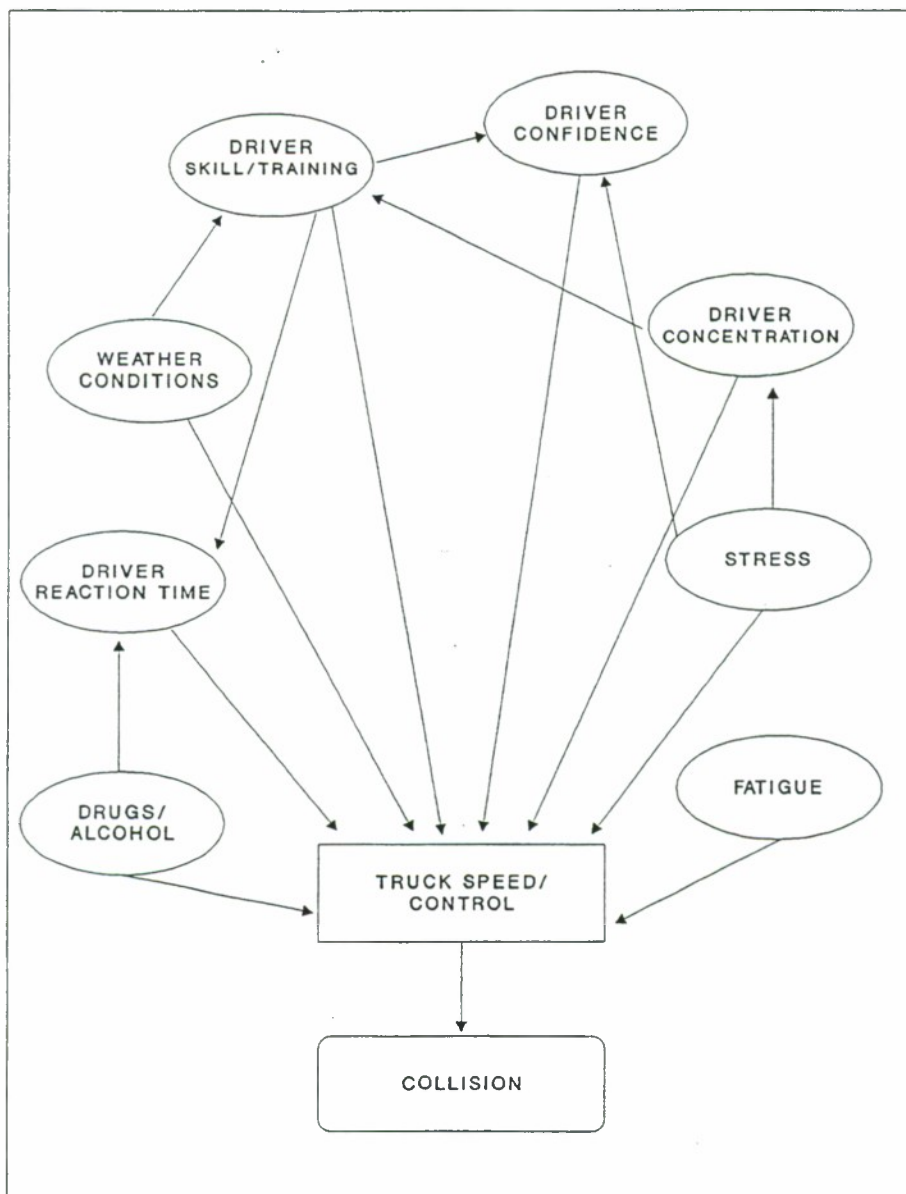 DRIVER
CONFIDENCE
DRIVER
SKILL/TRAINING
DRIVER
CONCENTRATION
WEATHER
CONDITIONS
STRESS
DRIVER
REACTION TIME
FATIGUE
DRUGS/
ALCOHOL
TRUCK SPEED/
CONTROL
COLLISION